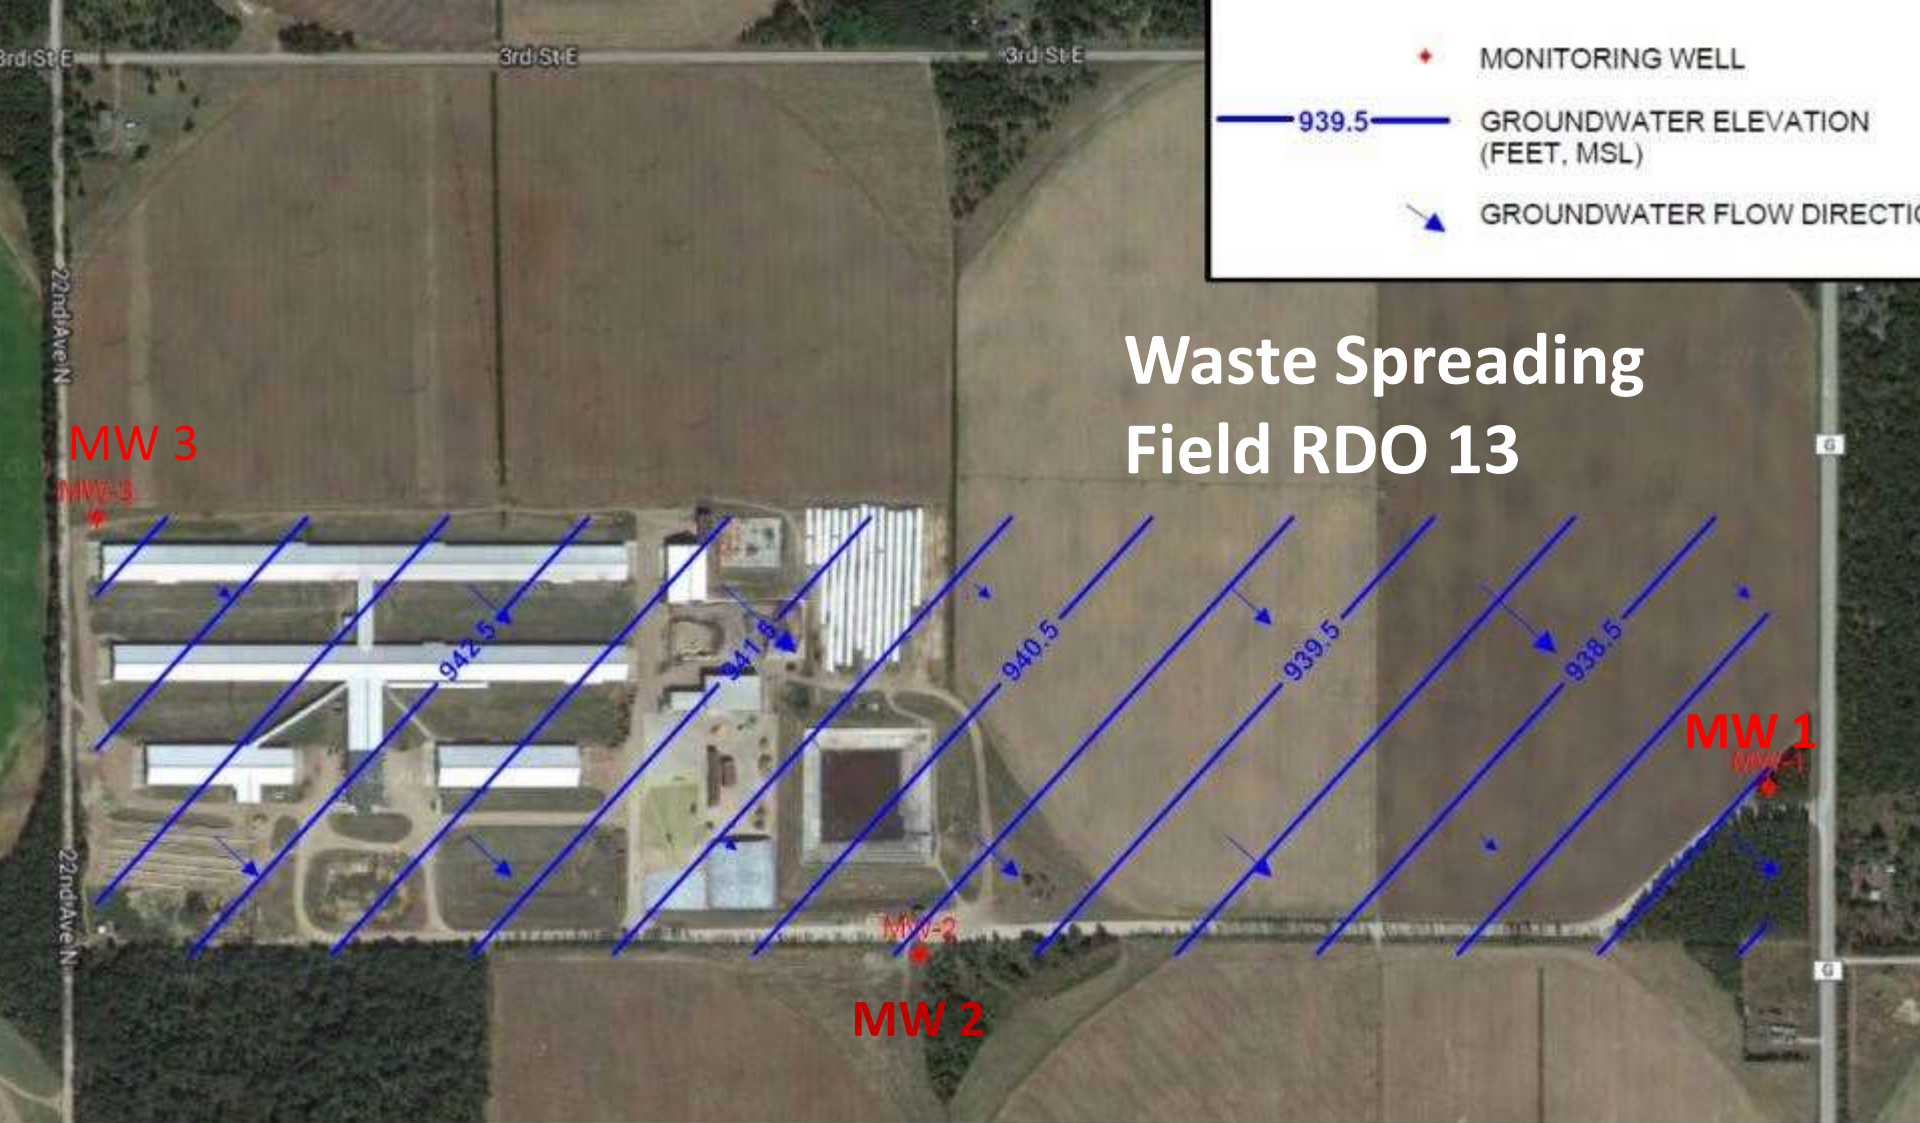 3rd St E
3rd St E
3rd St E
MONITORING WELL
939.5
GROUNDWATER ELEVATION
(FEET, MSL)
GROUNDWATER FLOW DIRECTIO
22nd Ave N
Waste Spreading
Field RDO 13
G
MW 3
MW-3
942.5
941.5
940.5
939.5
938.5
MW 1
MW-1
22nd Ave N
MW-2
G
MW 2